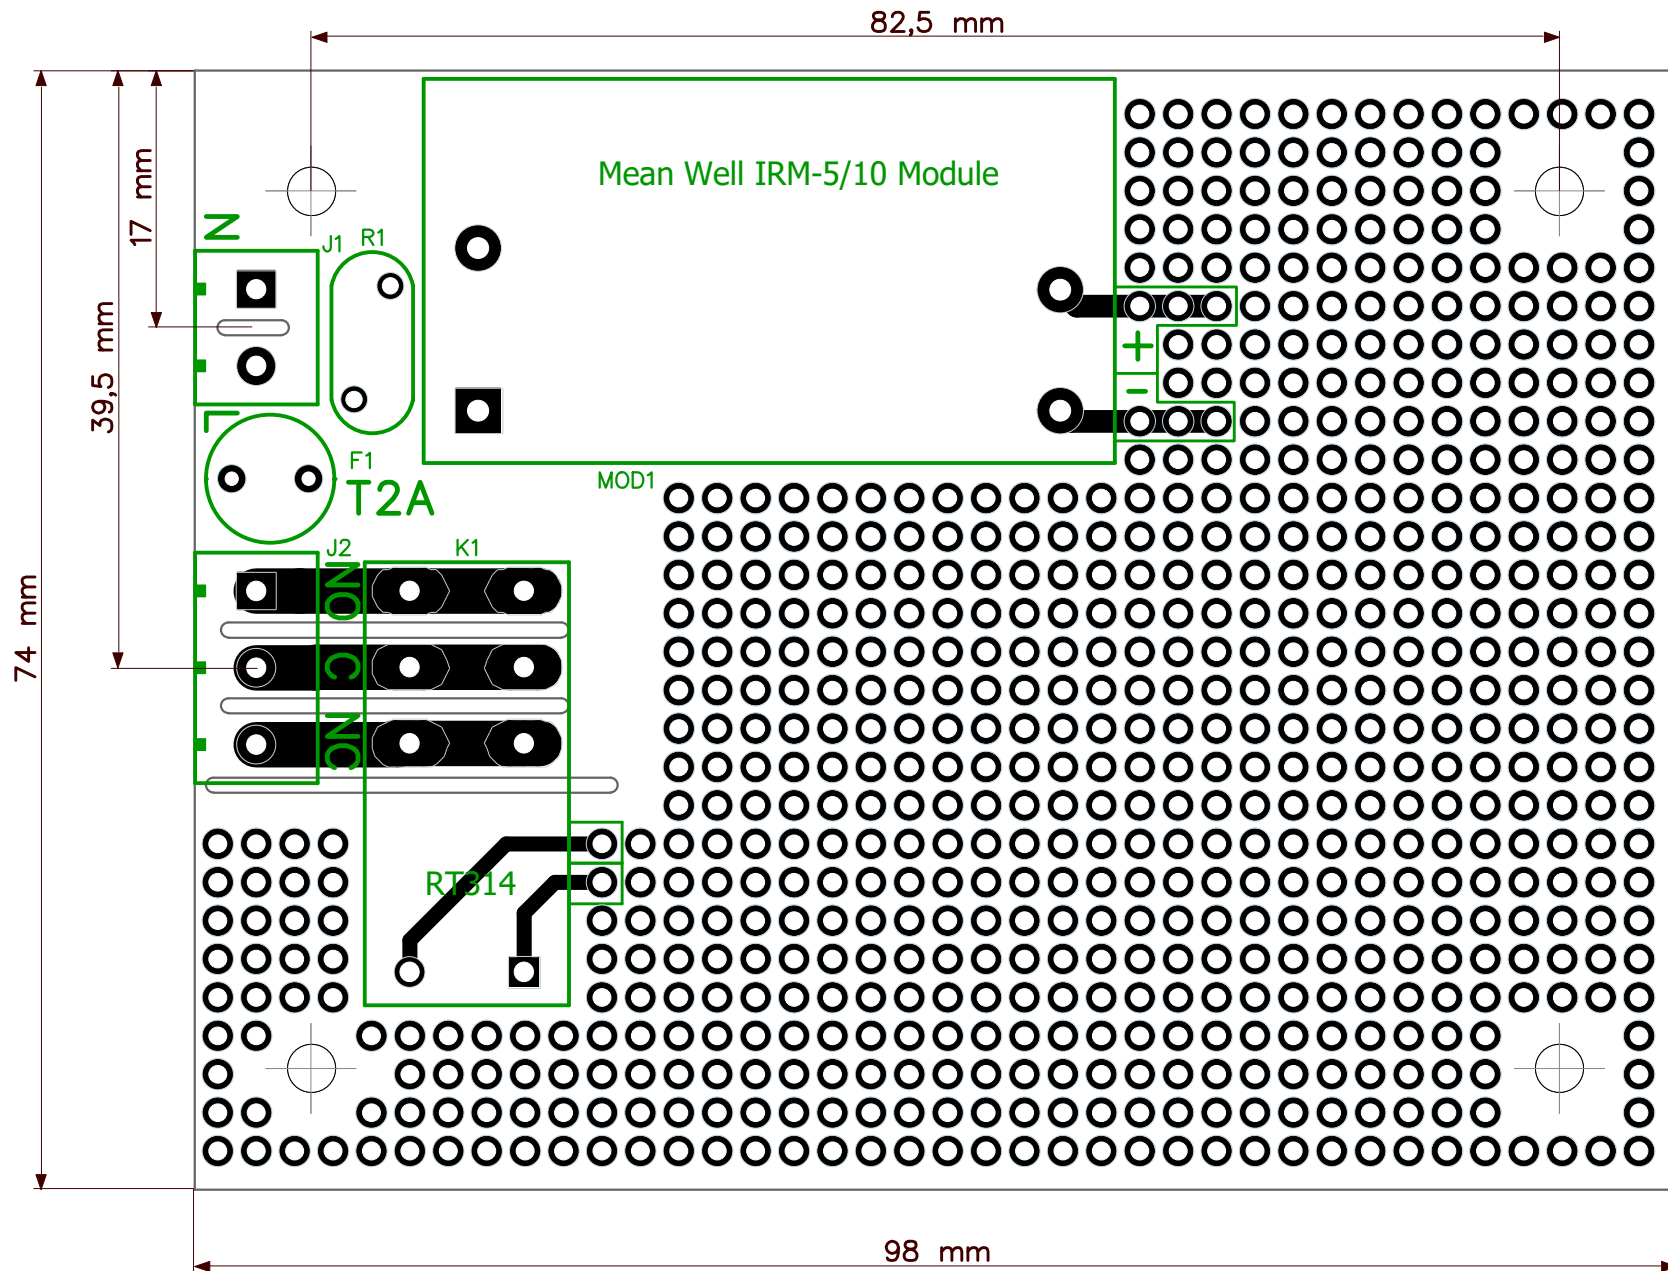 82,5 mm
Mean Well IRM-5/10 Module
17 mm
N
J1
R1
39,5 mm
+
-
L
F1
T2A
MOD1
J2
K1
NO
74 mm
C
NC
RT314
98 mm